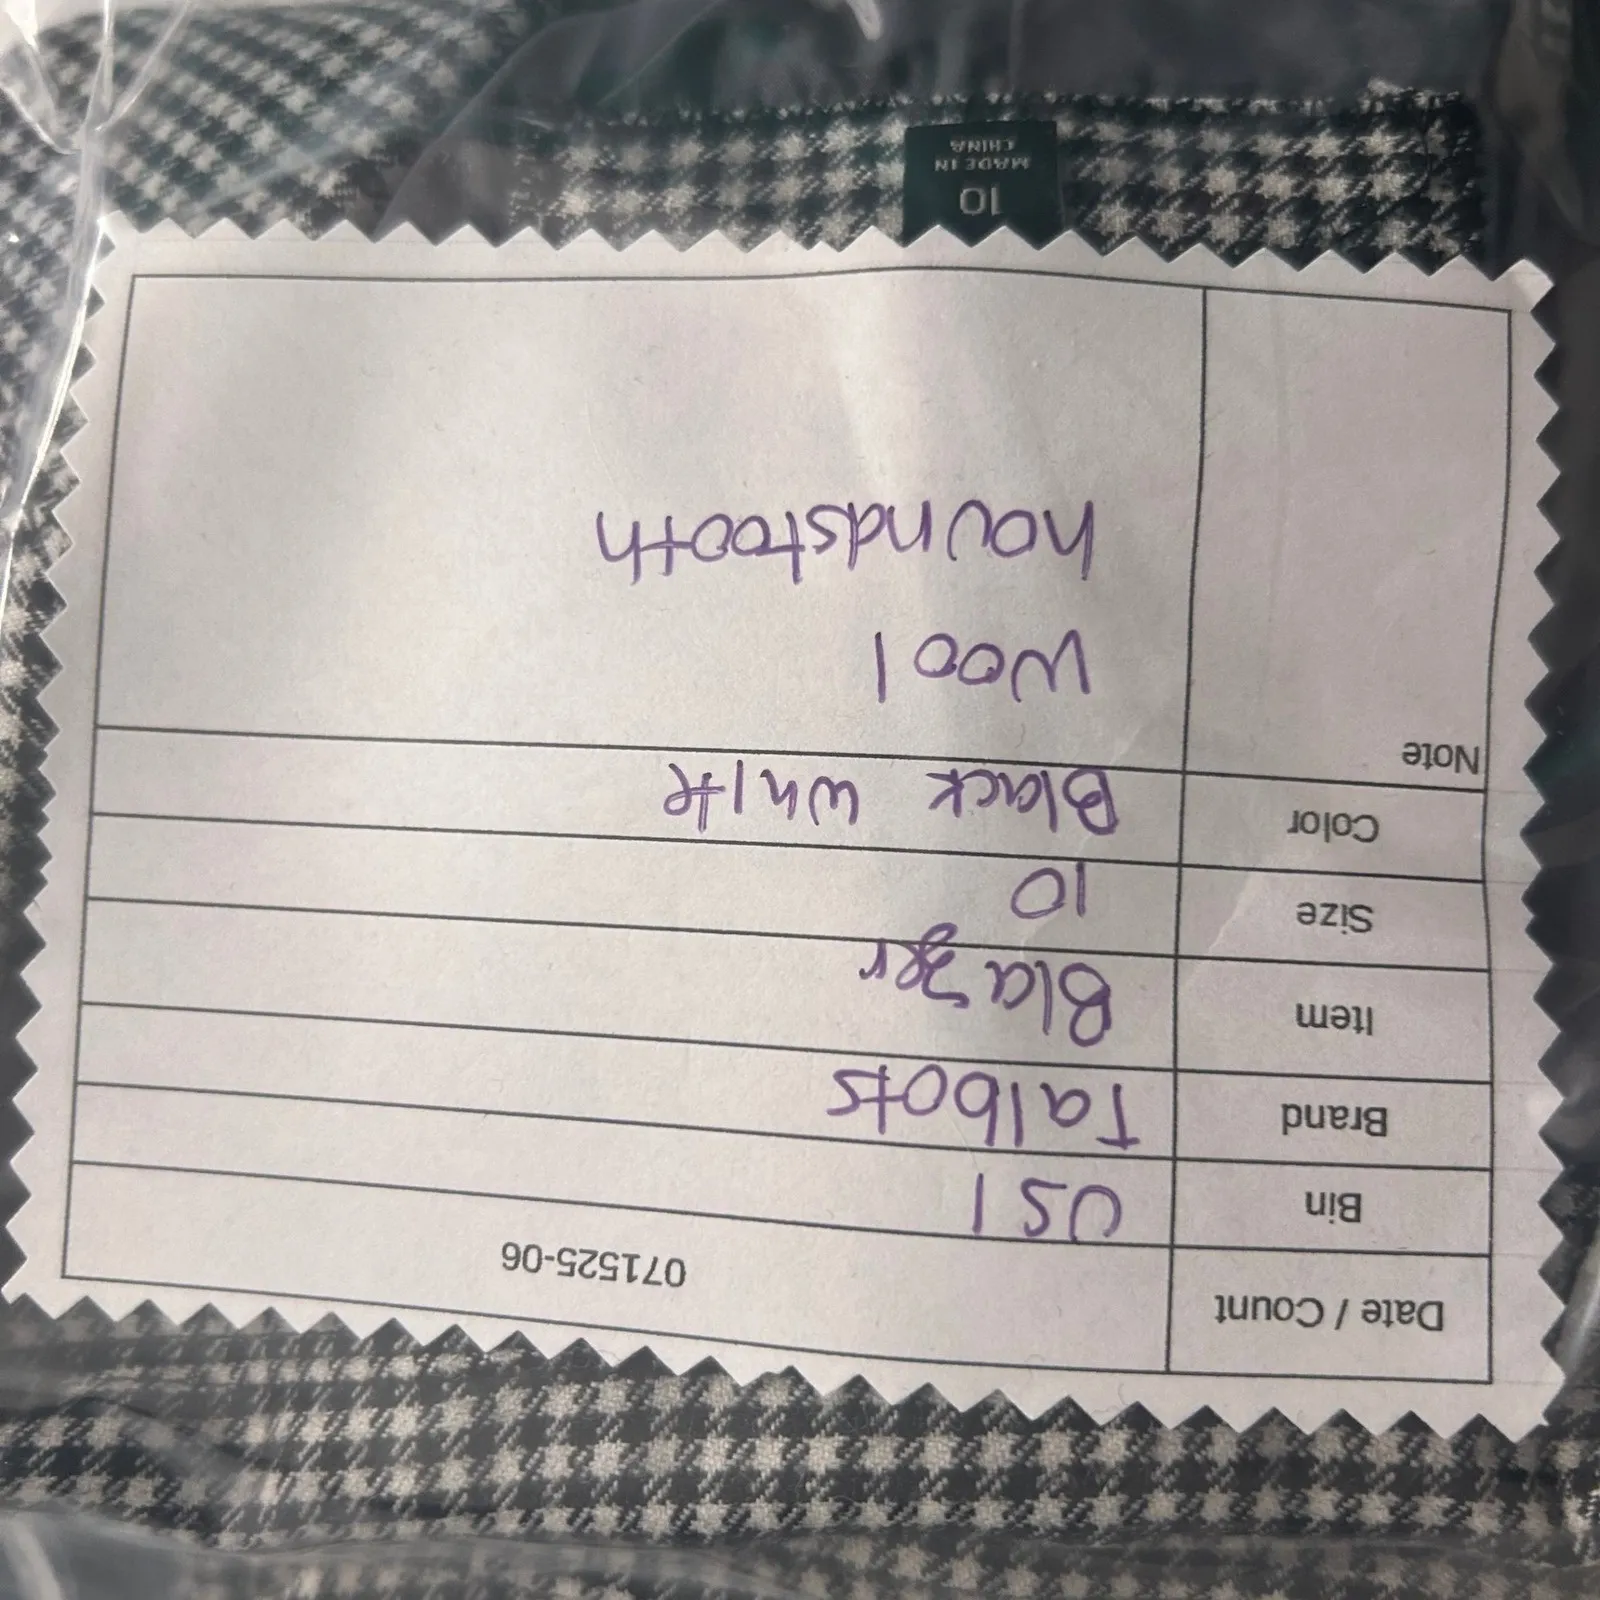 Date / Count 071525-06
Bin US1
Brand Talbots
Item Blazer
Size 10
Color Black White
Note Wool
houndstooth
10
MADE IN
CHINA